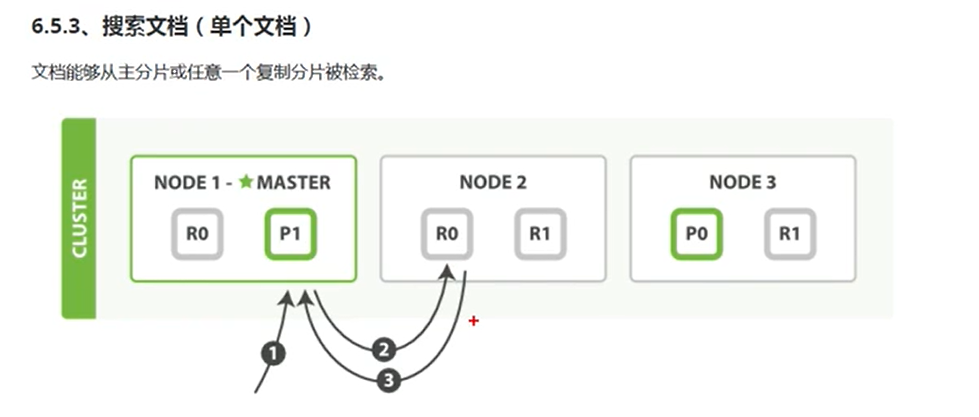 6.5.3、搜索文档（单个文档）
文档能够从主分片或任意一个复制分片被检索。
CLUSTER
NODE 1 - ★ MASTER
R0 P1
NODE 2
R0 R1
NODE 3
P0 R1
1
2
3